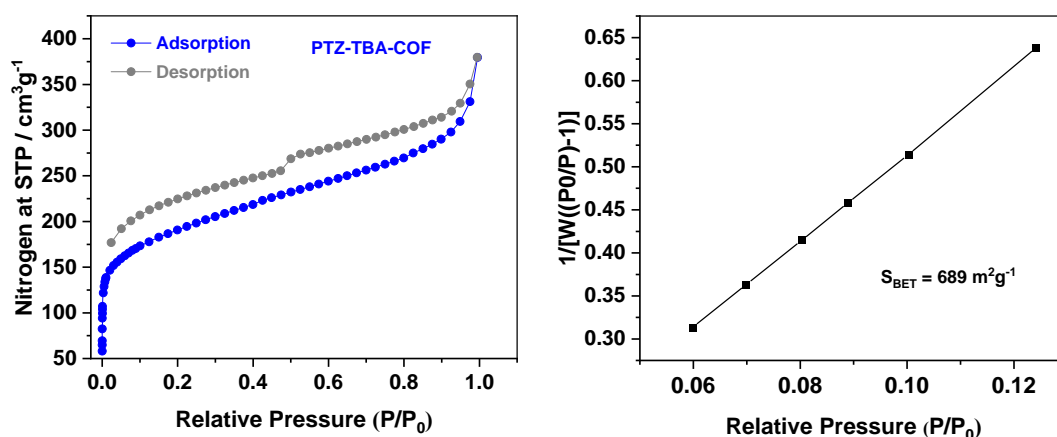 400
350
300
250
200
150
100
50
Nitrogen at STP / cm³g⁻¹
Adsorption
Desorption
PTZ-TBA-COF
0.0 0.2 0.4 0.6 0.8 1.0
Relative Pressure (P/P₀)
0.65
0.60
0.55
0.50
0.45
0.40
0.35
0.30
1/[W((P0/P)-1)]
S_BET = 689 m²g⁻¹
0.06 0.08 0.10 0.12
Relative Pressure (P/P₀)